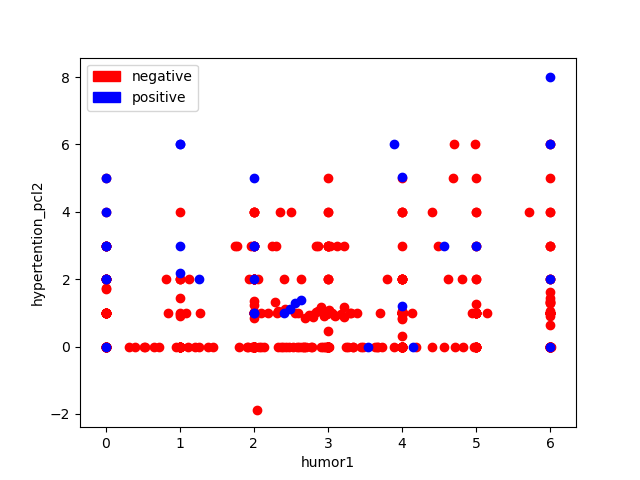 negative
positive
8
6
4
2
0
−2
hypertention_pcl2
0 1 2 3 4 5 6
humor1